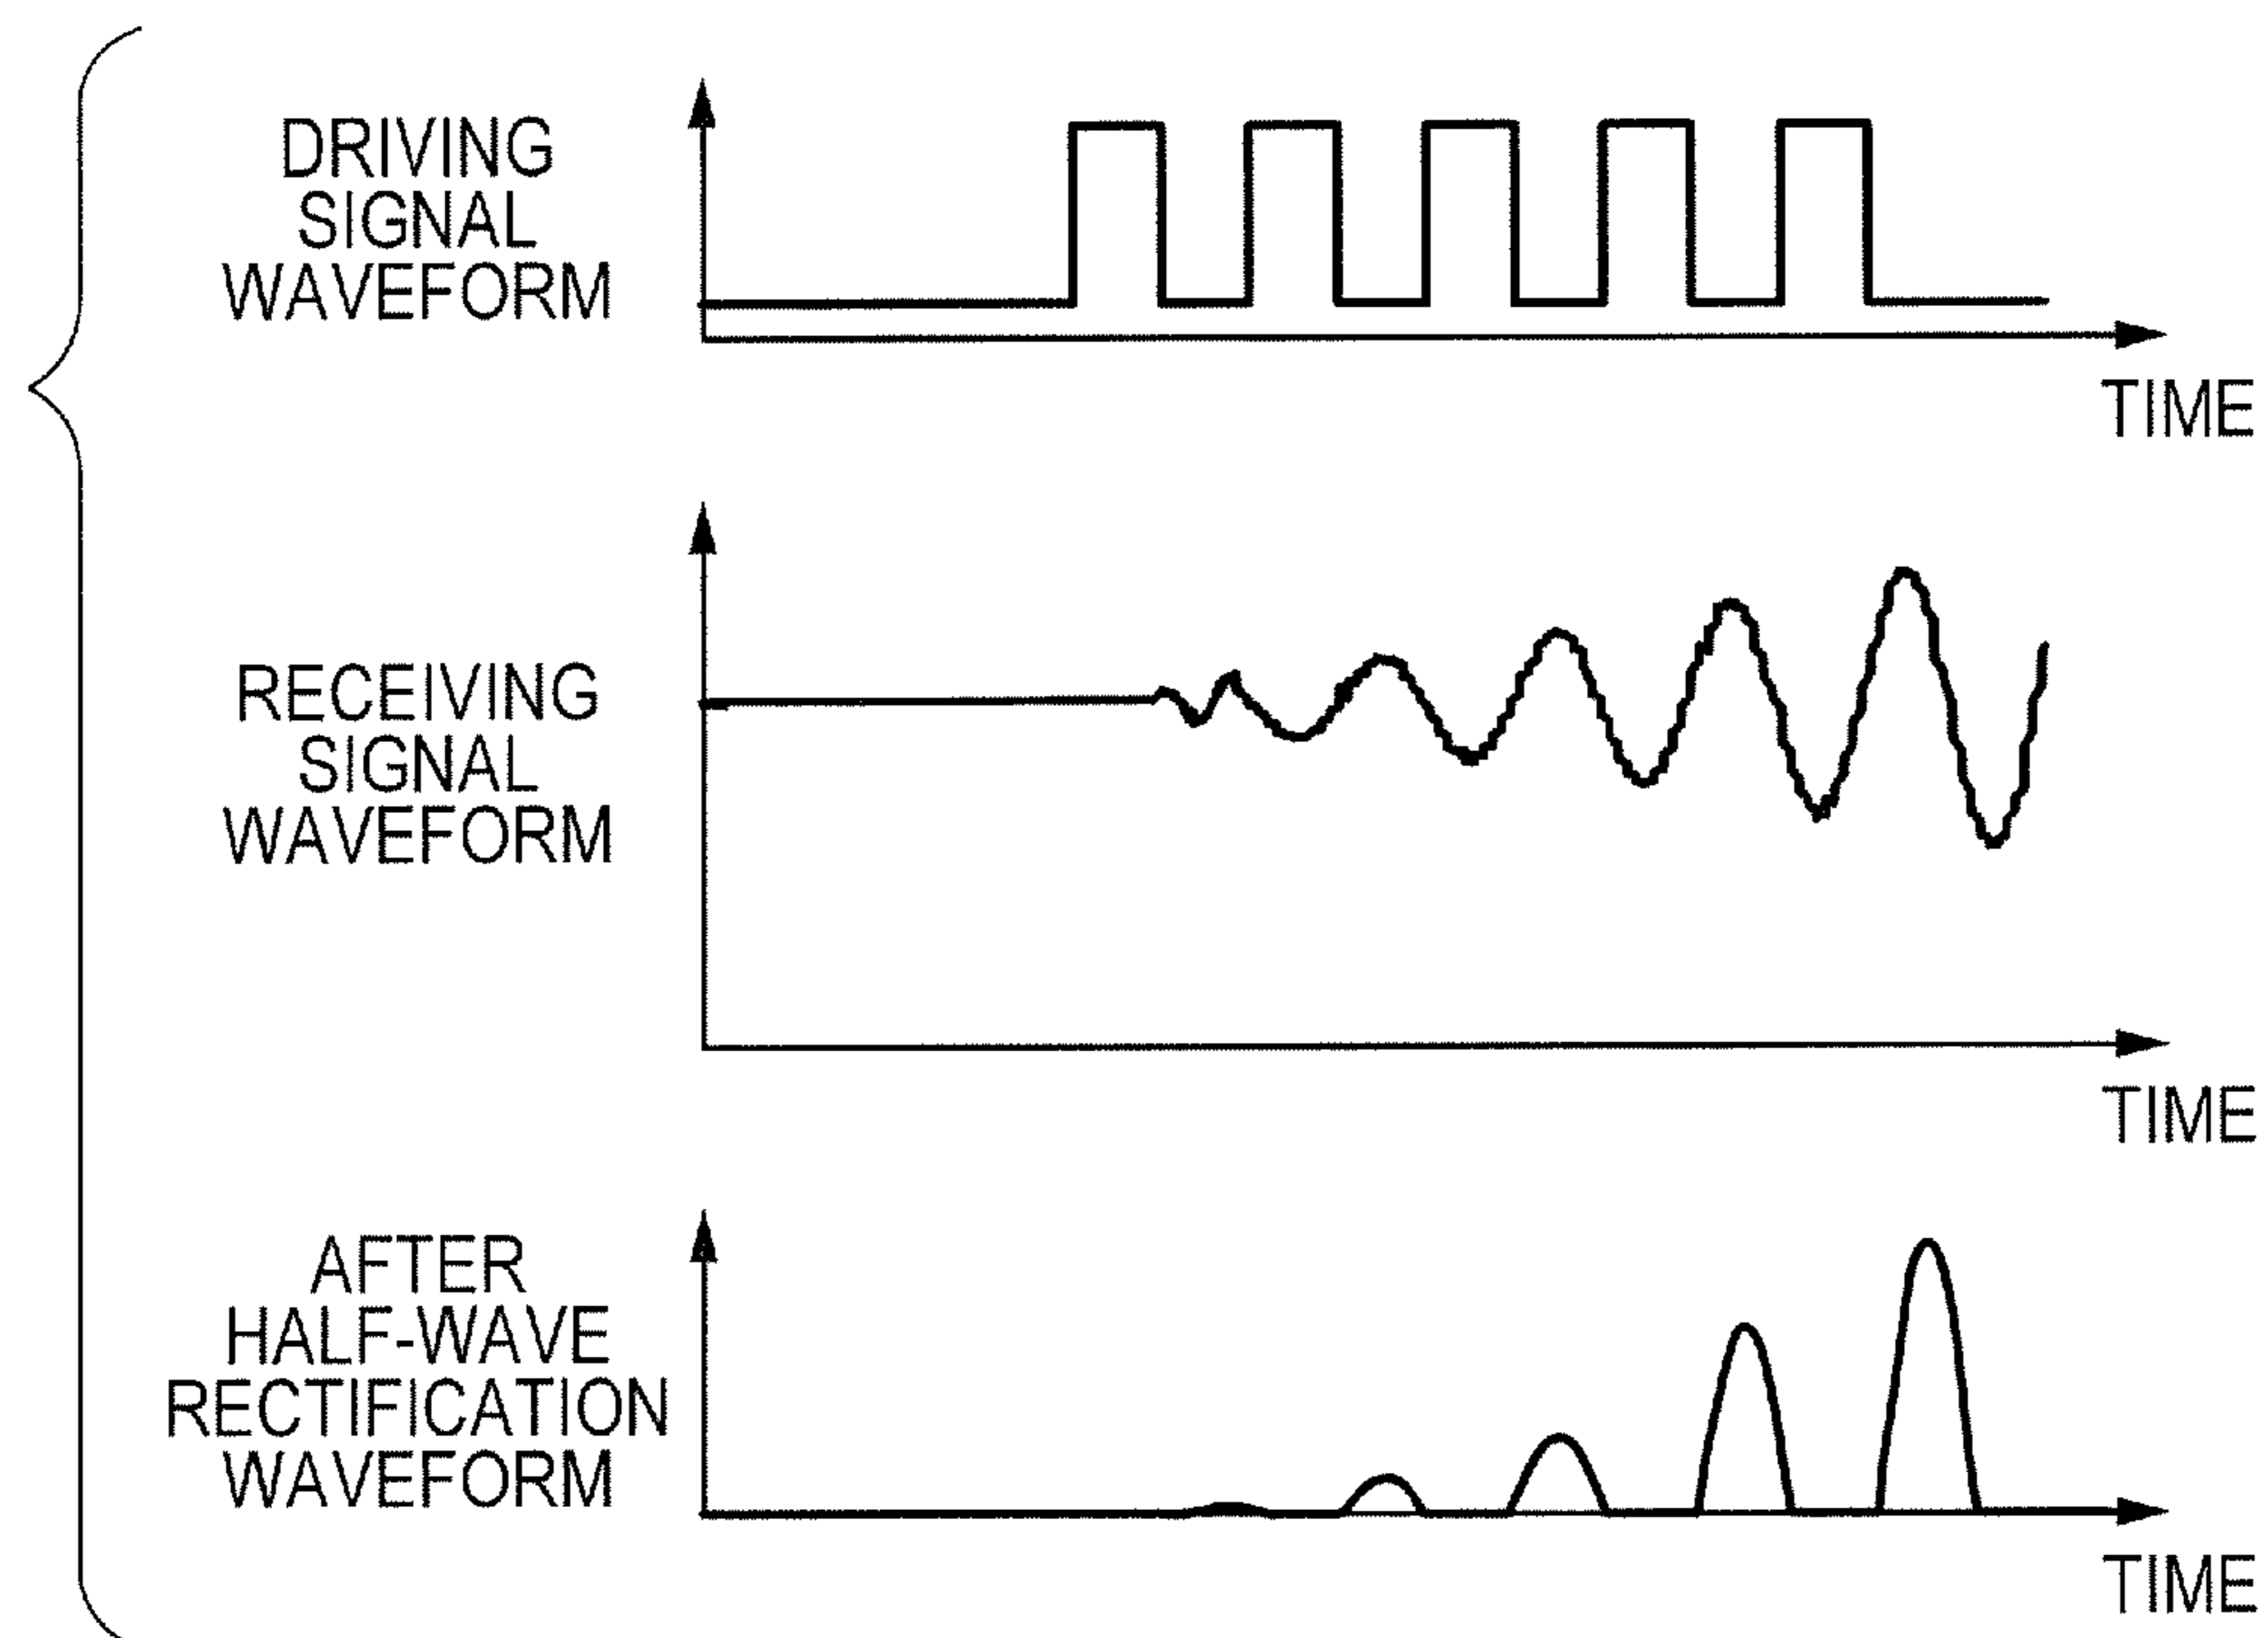 DRIVING
SIGNAL
WAVEFORM
TIME
RECEIVING
SIGNAL
WAVEFORM
TIME
AFTER
HALF-WAVE
RECTIFICATION
WAVEFORM
TIME